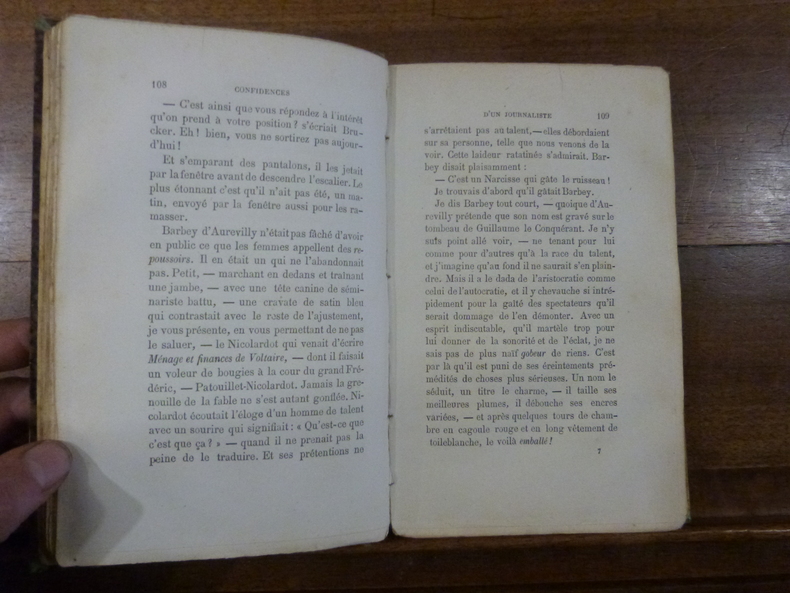 108
CONFIDENCES
— C'est ainsi que vous répondez à l'intérêt
qu'on prend à votre position ? s'écriait Bru-
cker. Eh ! bien, vous ne sortirez pas aujour-
d'hui !
Et s'emparant des pantalons, il les jetait
par la fenêtre avant de descendre l'escalier. Le
plus étonnant c'est qu'il n'ait pas été, un ma-
tin, envoyé par la fenêtre aussi pour les ra-
masser.
Barbey d'Aurevilly n'était pas fâché d'avoir
en public ce que les femmes appellent des re-
poussoirs. Il en était un qui ne l'abandonnait
pas. Petit, — marchant en dedans et traînant
une jambe, — avec une tête canine de sémi-
nariste battu, — une cravate de satin bleu
qui contrastait avec le reste de l'ajustement,
je vous présente, en vous permettant de ne pas
le saluer, — le Nicolardot qui venait d'écrire
Ménage et finances de Voltaire, — dont il faisait
un voleur de bougies à la cour du grand Fré-
déric, — Patouillet-Nicolardot. Jamais la gre-
nouille de la fable ne s'est autant gonflée. Ni-
colardot écoutait l'éloge d'un homme de talent
avec un sourire qui signifiait : « Qu'est-ce que
c'est que ça ? » — quand il ne prenait pas la
peine de le traduire. Et ses prétentions ne
D'UN JOURNALISTE
109
s'arrêtaient pas au talent, — elles débordaient
sur sa personne, telle que nous venons de la
voir. Cette laideur ratatinée s'admirait. Bar-
bey disait plaisamment :
— C'est un Narcisse qui gâte le ruisseau !
Je trouvais d'abord qu'il gâtait Barbey.
Je dis Barbey tout court, — quoique d'Au-
revilly prétende que son nom est gravé sur le
tombeau de Guillaume le Conquérant. Je n'y
suis point allé voir, — ne tenant pour lui
comme pour d'autres qu'à la race du talent,
et j'imagine qu'au fond il ne saurait s'en plain-
dre. Mais il a le dada de l'aristocratie comme
celui de l'autocratie, et il y chevauche si intré-
pidement pour la gaîté des spectateurs qu'il
serait dommage de l'en démonter. Avec un
esprit indiscutable, qu'il martèle trop pour
lui donner de la sonorité et de l'éclat, je ne
sais pas de plus naïf gobeur de riens. C'est
par là qu'il est puni de ses éreintements pré-
médités de choses plus sérieuses. Un nom le
séduit, un titre le charme, — il taille ses
meilleures plumes, il débouche ses encres
variées, — et après quelques tours de cham-
bre en cagoule rouge et en long vêtement de
toile blanche, le voilà emballé !
7